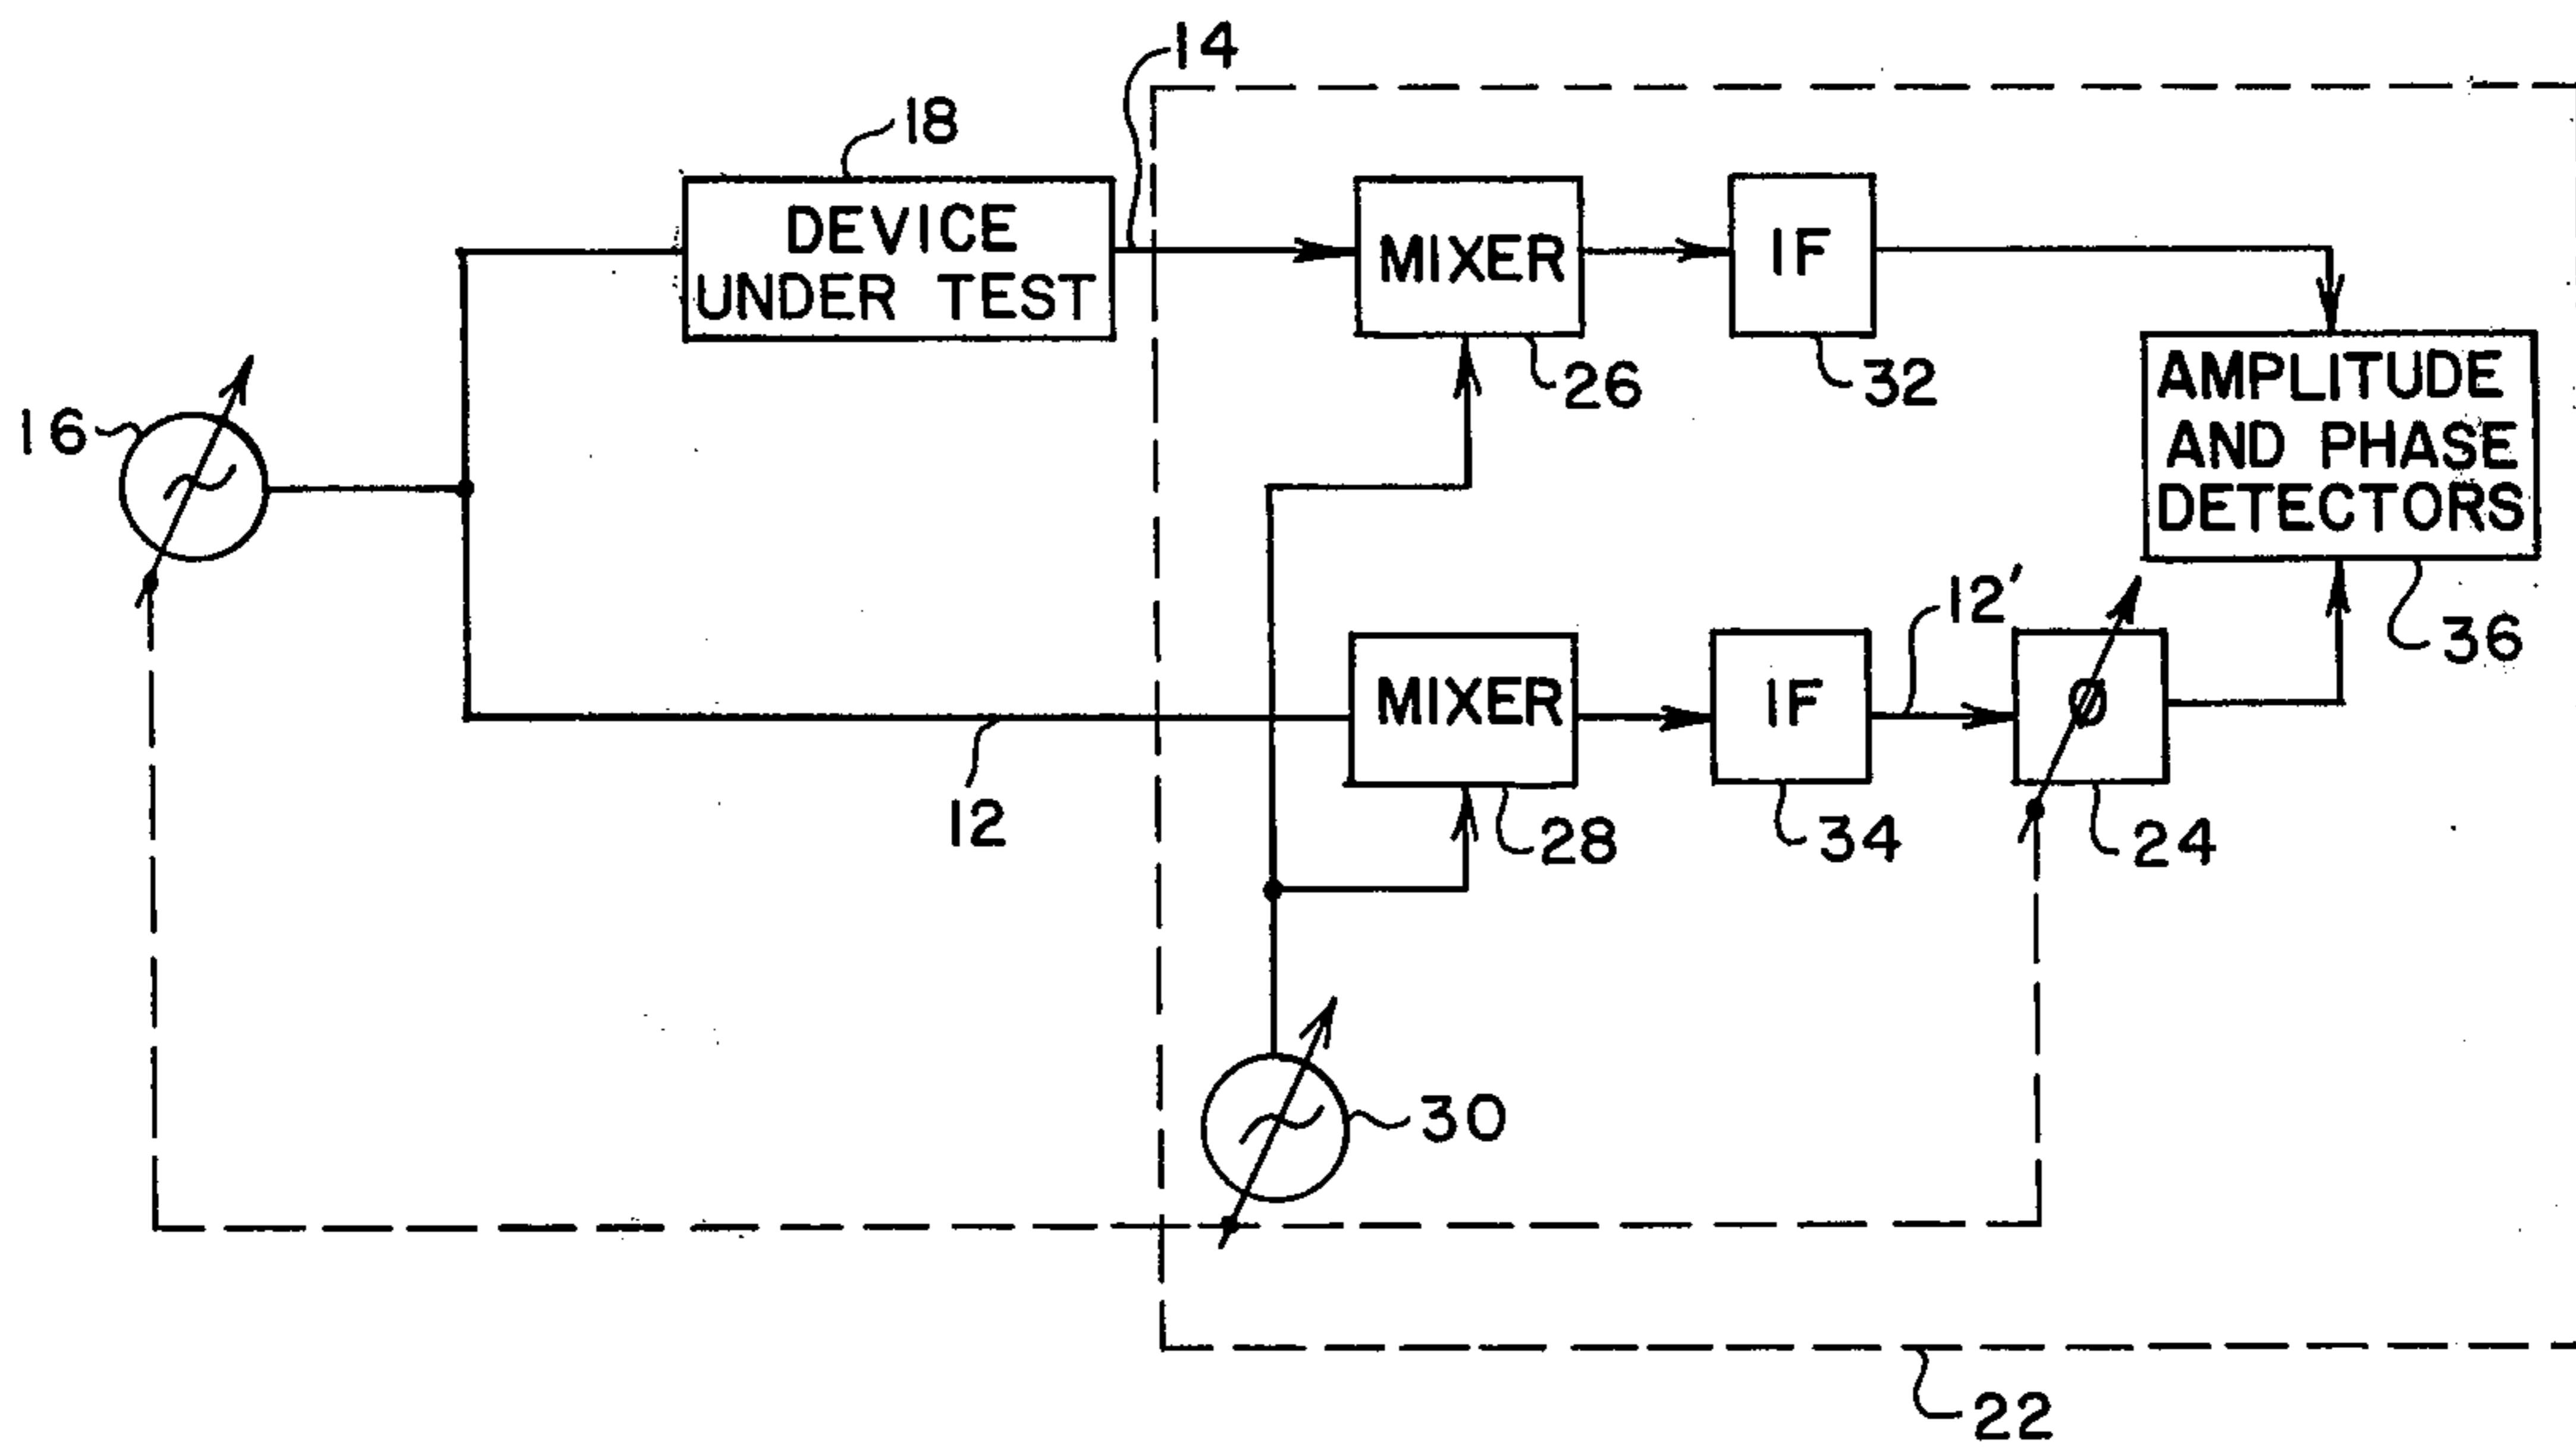 14
18
DEVICE
UNDER TEST
MIXER
IF
26
32
16
AMPLITUDE
AND PHASE
DETECTORS
36
12'
MIXER
IF
Ø
12
28
34
24
30
22